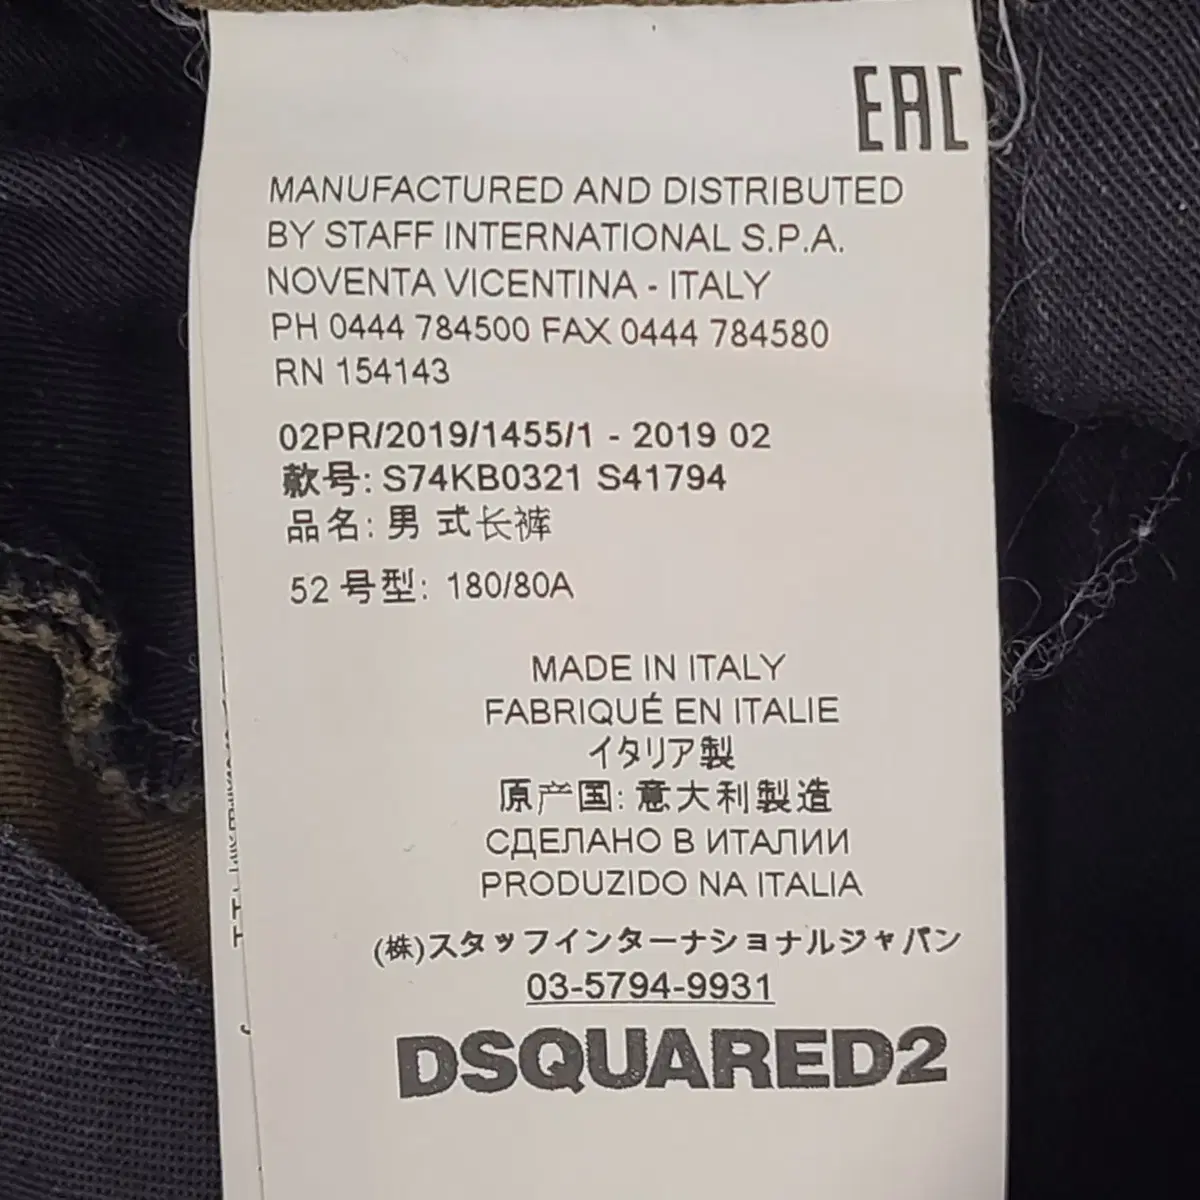 EAC
MANUFACTURED AND DISTRIBUTED
BY STAFF INTERNATIONAL S.P.A.
NOVENTA VICENTINA - ITALY
PH 0444 784500 FAX 0444 784580
RN 154143
02PR/2019/1455/1 - 2019 02
款号: S74KB0321 S41794
品名: 男 式长裤
52 号型: 180/80A
MADE IN ITALY
FABRIQUÉ EN ITALIE
イタリア製
原产国: 意大利製造
СДЕЛАНО В ИТАЛИИ
PRODUZIDO NA ITALIA
(株)スタッフインターナショナルジャパン
03-5794-9931
DSQUARED2